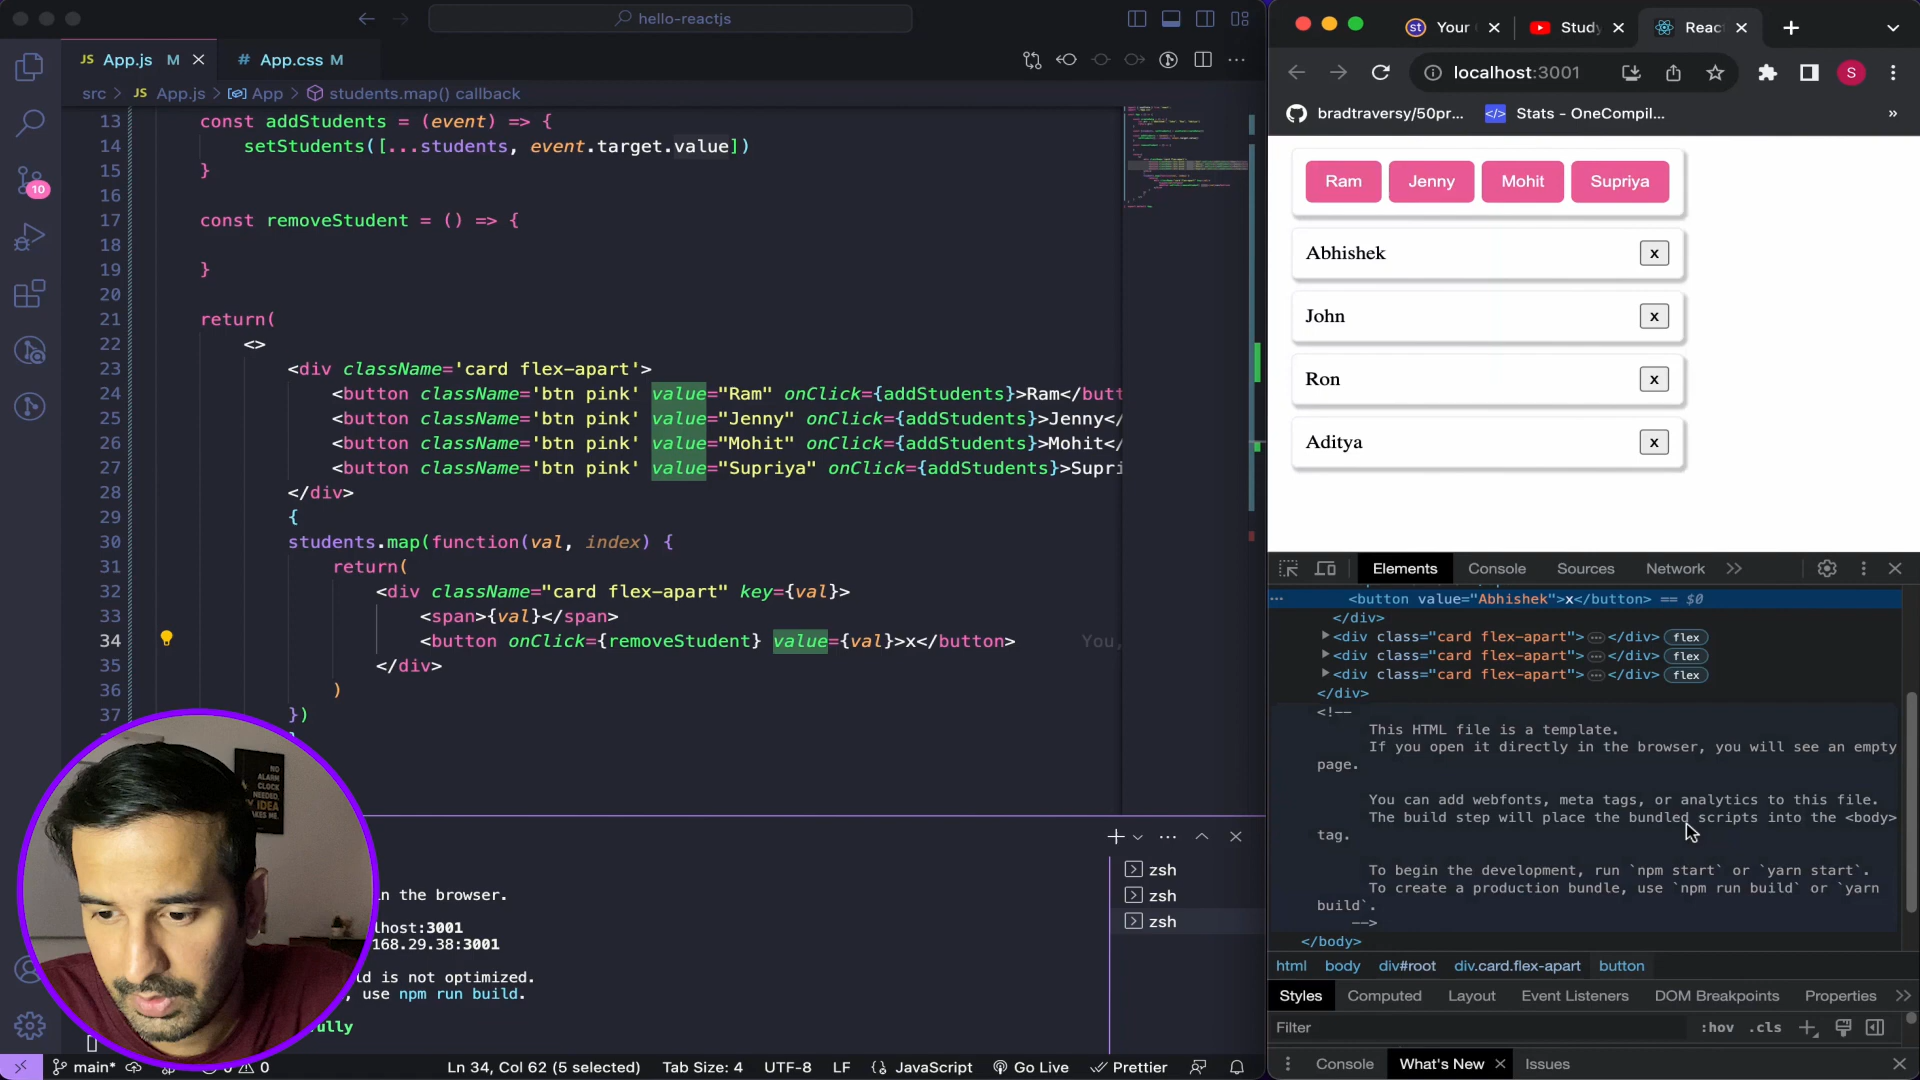 hello-reactjs
JS App.js M
# App.css M
src > JS App.js > App > students.map() callback
13 const addStudents = (event) => {
14 setStudents([...students, event.target.value])
15 }
16
17 const removeStudent = () => {
18
19 }
20
21 return(
22 <>
23 <div className='card flex-apart'>
24 <button className='btn pink' value="Ram" onClick={addStudents}>Ram</butt
25 <button className='btn pink' value="Jenny" onClick={addStudents}>Jenny</
26 <button className='btn pink' value="Mohit" onClick={addStudents}>Mohit</
27 <button className='btn pink' value="Supriya" onClick={addStudents}>Supri
28 </div>
29 {
30 students.map(function(val, index) {
31 return(
32 <div className="card flex-apart" key={val}>
33 <span>{val}</span>
34 <button onClick={removeStudent} value={val}>x</button> You,
35 </div>
36 )
37 })
10
NO
ALARM
CLOCK
NEEDED,
IDEA
WAKES ME.
n the browser.
lhost:3001
168.29.38:3001
ld is not optimized.
, use npm run build.
ully
zsh
zsh
zsh
main*
0
Ln 34, Col 62 (5 selected)
Tab Size: 4
UTF-8
LF
JavaScript
Go Live
Prettier
st Your
Study
Reac
localhost:3001
S
bradtraversy/50pr...
</> Stats - OneCompil...
»
Ram Jenny Mohit Supriya
Abhishek x
John x
Ron x
Aditya x
Elements Console Sources Network
<button value="Abhishek">x</button> == $0
</div>
<div class="card flex-apart"> … </div> flex
<div class="card flex-apart"> … </div> flex
<div class="card flex-apart"> … </div> flex
</div>
<!--
This HTML file is a template.
If you open it directly in the browser, you will see an empty
page.
You can add webfonts, meta tags, or analytics to this file.
The build step will place the bundled scripts into the <body>
tag.
To begin the development, run `npm start` or `yarn start`.
To create a production bundle, use `npm run build` or `yarn
build`.
-->
</body>
html body div#root div.card.flex-apart button
Styles Computed Layout Event Listeners DOM Breakpoints Properties
Filter :hov .cls
Console What's New Issues